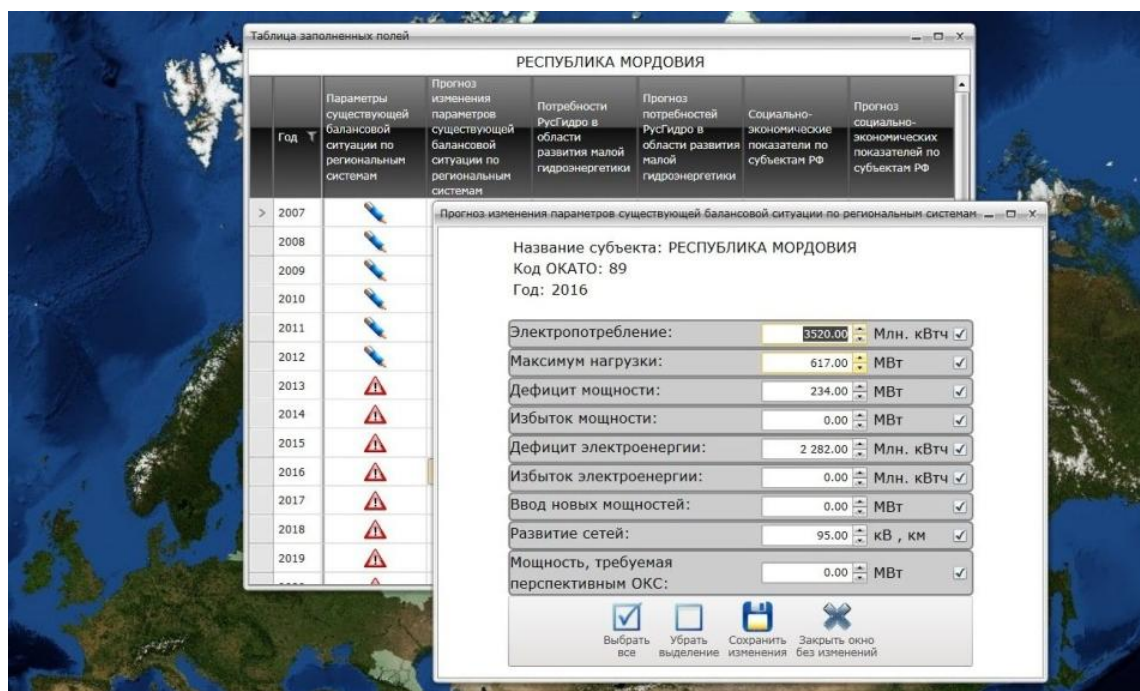 Таблица заполненных полей
РЕСПУБЛИКА МОРДОВИЯ
Год
Параметры
существующей
балансовой
ситуации по
региональным
системам
Прогноз
изменения
параметров
существующей
балансовой
ситуации по
региональным
системам
Потребности
РусГидро в
области
развития малой
гидроэнергетики
Прогноз
потребностей
РусГидро в
области развития
малой
гидроэнергетики
Социально-
экономические
показатели по
субъектам РФ
Прогноз
социально-
экономических
показателей по
субъектам РФ
2007
2008
2009
2010
2011
2012
2013
2014
2015
2016
2017
2018
2019
Прогноз изменения параметров существующей балансовой ситуации по региональным системам
Название субъекта: РЕСПУБЛИКА МОРДОВИЯ
Код ОКАТО: 89
Год: 2016
Электропотребление: 3520.00 Млн. кВтч
Максимум нагрузки: 617.00 МВт
Дефицит мощности: 234.00 МВт
Избыток мощности: 0.00 МВт
Дефицит электроенергии: 2 282.00 Млн. кВтч
Избыток электроенергии: 0.00 Млн. кВтч
Ввод новых мощностей: 0.00 МВт
Развитие сетей: 95.00 кВ , км
Мощность, требуемая
перспективным ОКС: 0.00 МВт
Выбрать
все
Убрать
выделение
Сохранить
изменения
Закрыть окно
без изменений